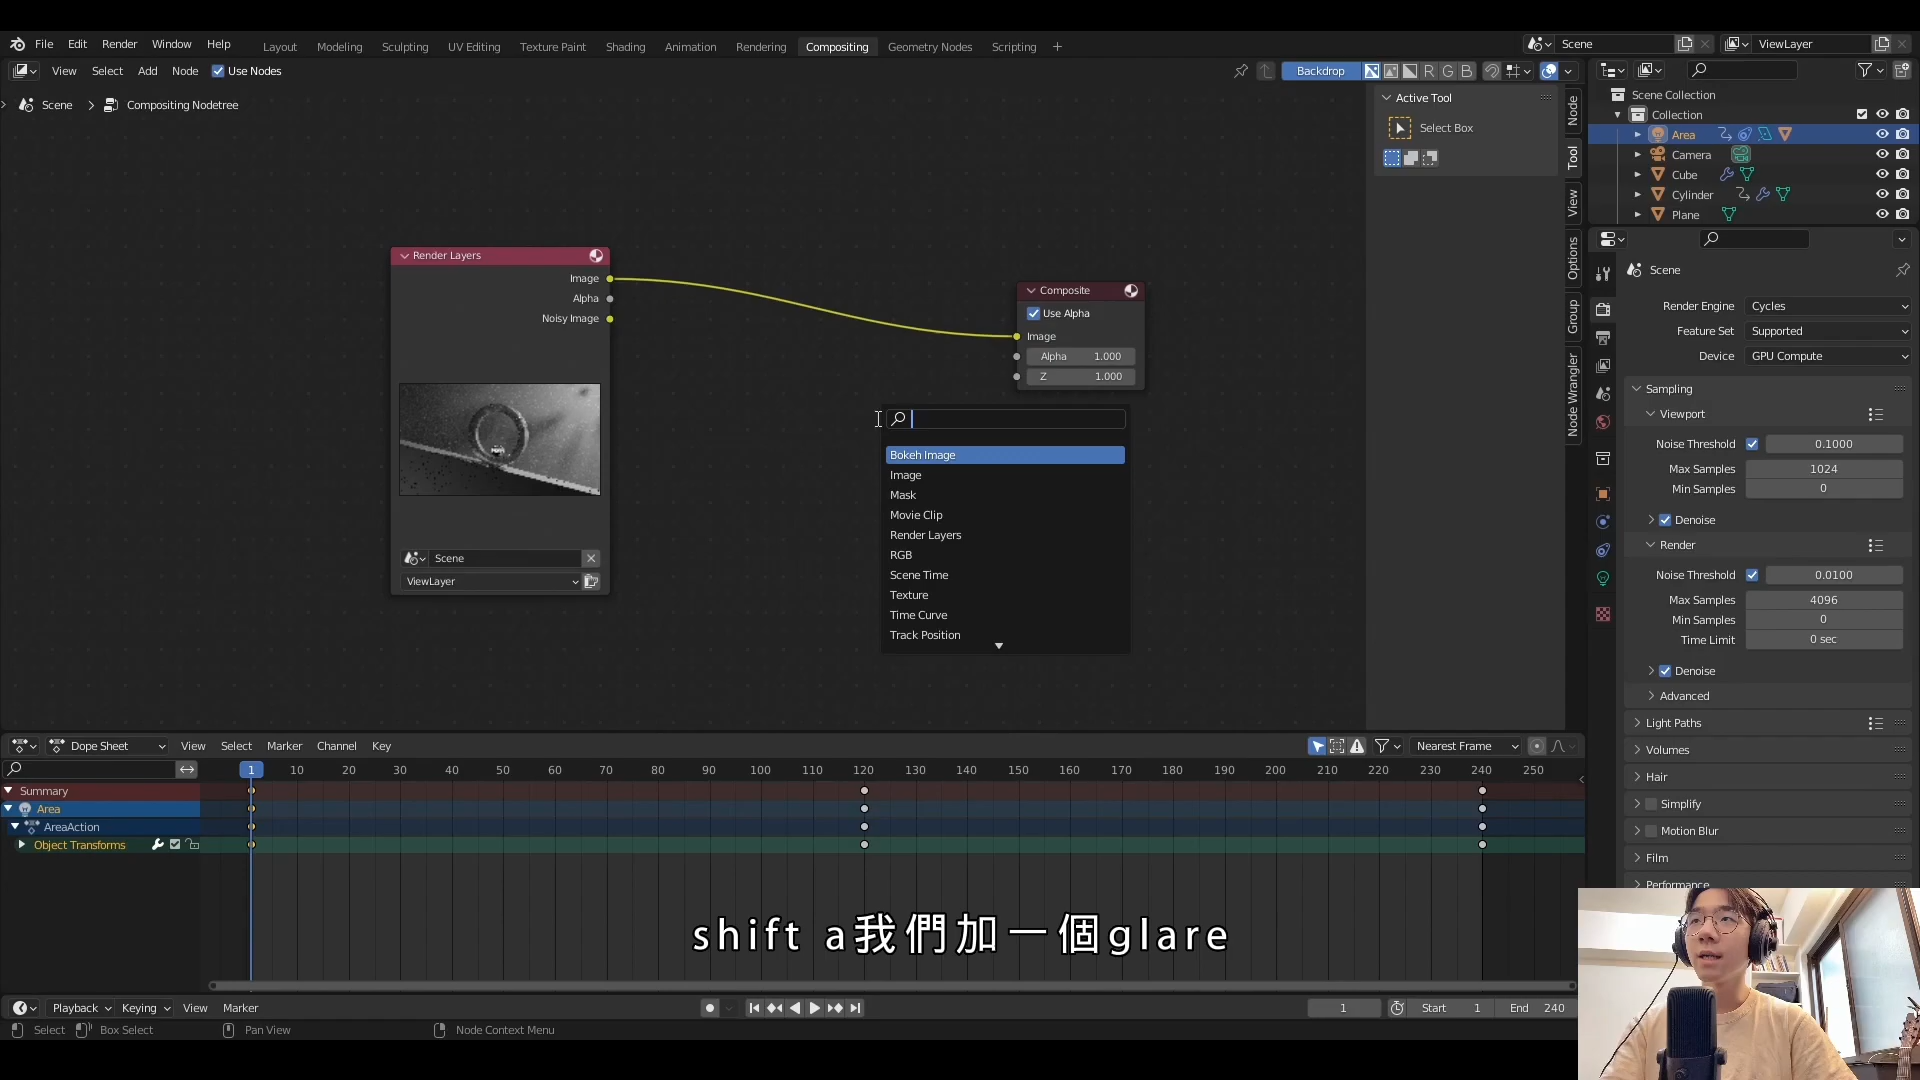 File Edit Render Window Help Layout Modeling Sculpting UV Editing Texture Paint Shading Animation Rendering Compositing Geometry Nodes Scripting + Scene ViewLayer
View Select Add Node Use Nodes Backdrop R G B
Scene > Compositing Nodetree
Active Tool
Select Box
Node
Tool
View
Options
Group
Node Wrangler
Scene Collection
Collection
Area
Camera
Cube
Cylinder
Plane
Render Layers
Image
Alpha
Noisy Image
Scene
ViewLayer
Composite
Use Alpha
Image
Alpha 1.000
Z 1.000
Bokeh Image
Image
Mask
Movie Clip
Render Layers
RGB
Scene Time
Texture
Time Curve
Track Position
Scene
Render Engine Cycles
Feature Set Supported
Device GPU Compute
Sampling
Viewport
Noise Threshold 0.1000
Max Samples 1024
Min Samples 0
Denoise
Render
Noise Threshold 0.0100
Max Samples 4096
Min Samples 0
Time Limit 0 sec
Denoise
Advanced
Light Paths
Volumes
Hair
Simplify
Motion Blur
Film
Performance
Dope Sheet View Select Marker Channel Key Nearest Frame
1 10 20 30 40 50 60 70 80 90 100 110 120 130 140 150 160 170 180 190 200 210 220 230 240 250
Summary
Area
AreaAction
Object Transforms
shift a我們加一個glare
Playback Keying View Marker 1 Start 1 End 240
Select Box Select Pan View Node Context Menu